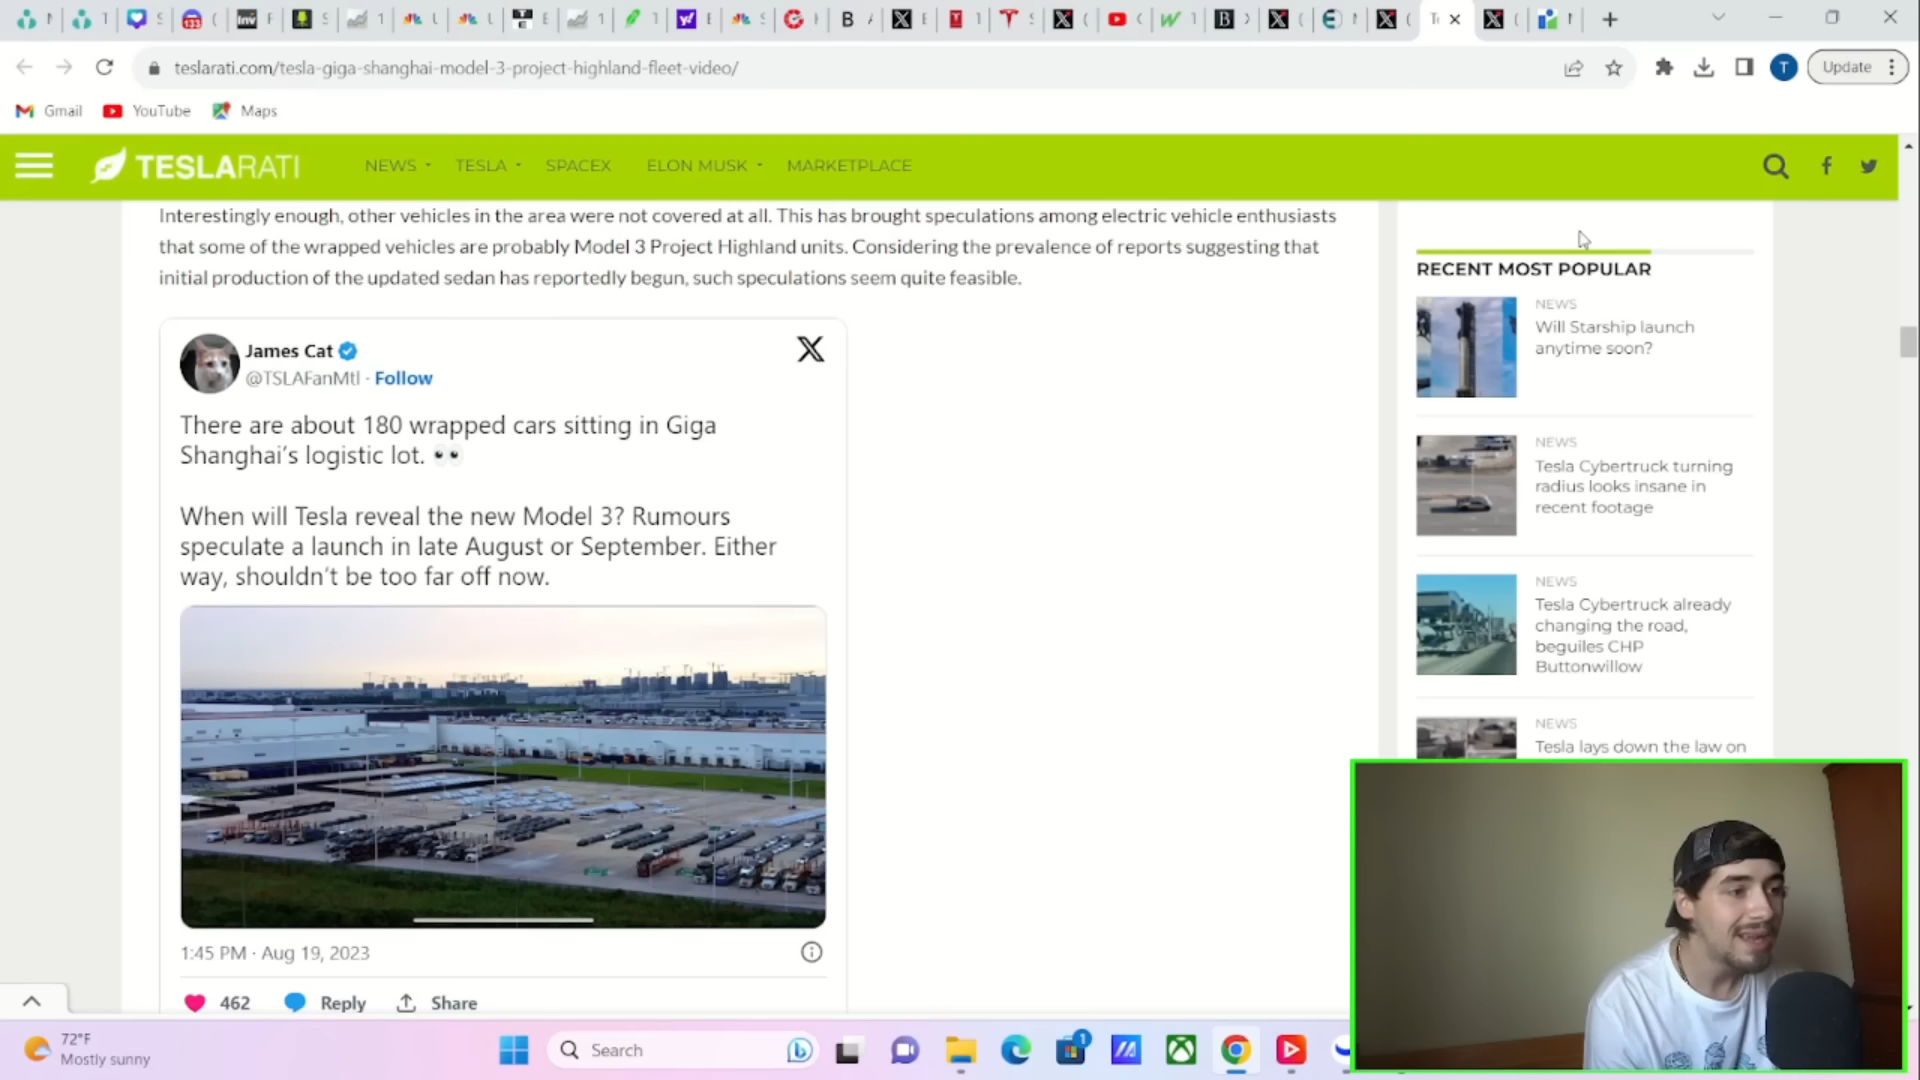 teslarati.com/tesla-giga-shanghai-model-3-project-highland-fleet-video/
Update
Gmail
YouTube
Maps
TESLARATI
NEWS
TESLA
SPACEX
ELON MUSK
MARKETPLACE
Interestingly enough, other vehicles in the area were not covered at all. This has brought speculations among electric vehicle enthusiasts
that some of the wrapped vehicles are probably Model 3 Project Highland units. Considering the prevalence of reports suggesting that
initial production of the updated sedan has reportedly begun, such speculations seem quite feasible.
James Cat
@TSLAFanMtl · Follow
There are about 180 wrapped cars sitting in Giga
Shanghai's logistic lot. 👀
When will Tesla reveal the new Model 3? Rumours
speculate a launch in late August or September. Either
way, shouldn't be too far off now.
1:45 PM · Aug 19, 2023
462
Reply
Share
RECENT MOST POPULAR
NEWS
Will Starship launch
anytime soon?
NEWS
Tesla Cybertruck turning
radius looks insane in
recent footage
NEWS
Tesla Cybertruck already
changing the road,
beguiles CHP
Buttonwillow
NEWS
Tesla lays down the law on
72°F
Mostly sunny
Search
1